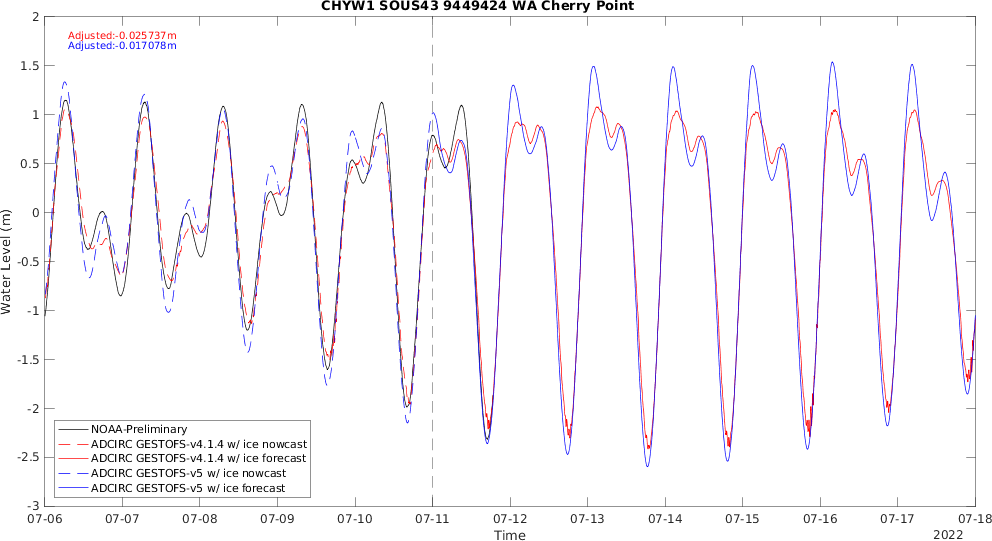 CHYW1 SOUS43 9449424 WA Cherry Point
Adjusted:-0.025737m
Adjusted:-0.017078m
2
1.5
1
0.5
0
-0.5
-1
-1.5
-2
-2.5
-3
Water Level (m)
NOAA-Preliminary
ADCIRC GESTOFS-v4.1.4 w/ ice nowcast
ADCIRC GESTOFS-v4.1.4 w/ ice forecast
ADCIRC GESTOFS-v5 w/ ice nowcast
ADCIRC GESTOFS-v5 w/ ice forecast
07-06 07-07 07-08 07-09 07-10 07-11 07-12 07-13 07-14 07-15 07-16 07-17 07-18
Time
2022